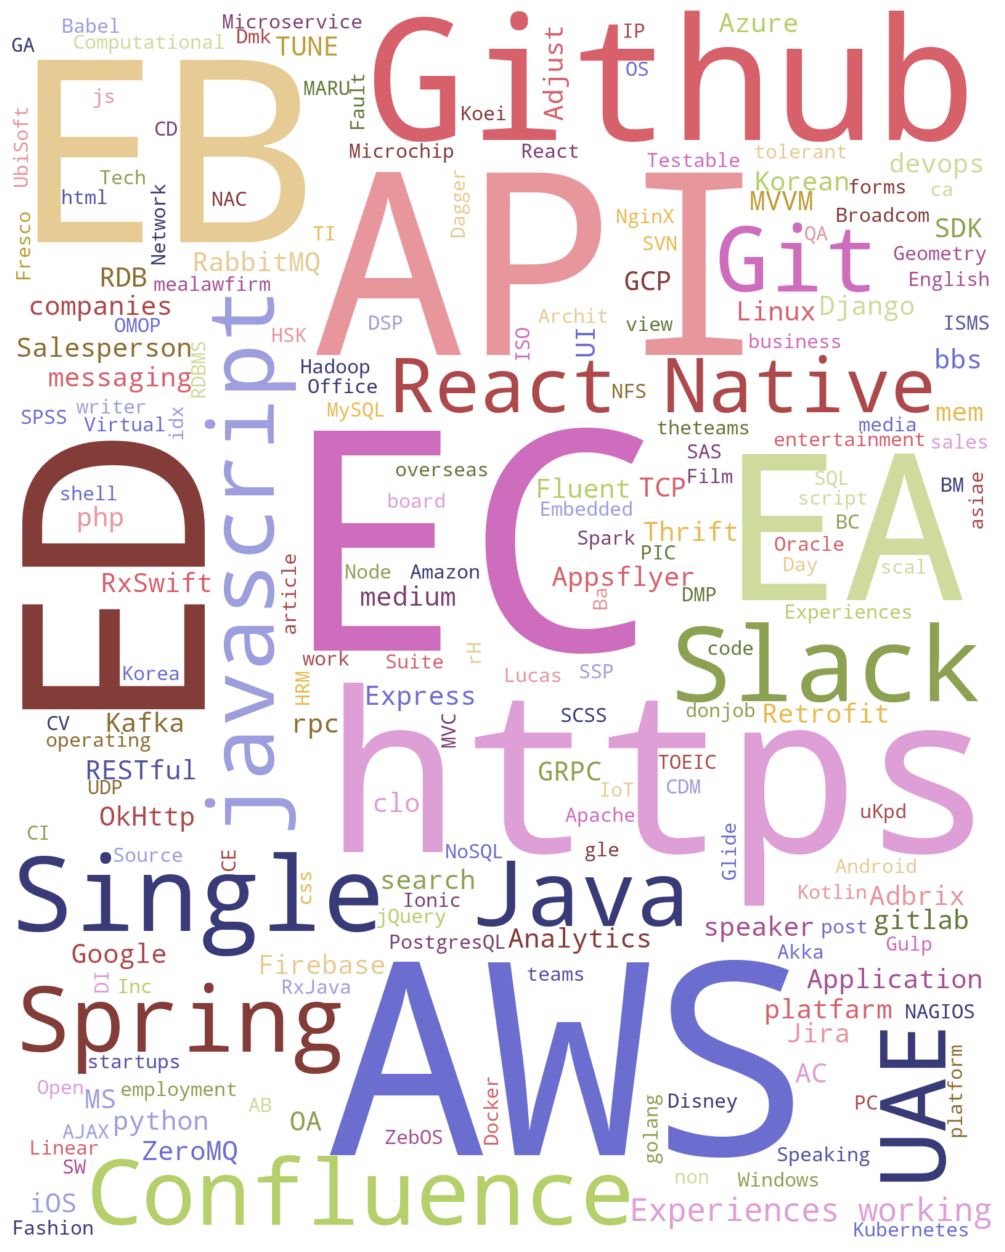 Babel
Microservice
Github
Azure
GA
Computational
Dmk
TUNE
IP
OS
Adjust
EB
js
MARU
Fault
Koei
UbiSoft
CD
Microchip
React
Testable
tolerant
devops
Tech
html
Network
NAC
Dagger
API
Korean
forms
ca
MVVM
NginX
Broadcom
SDK
Fresco
TI
SVN
Git
QA
Geometry
RDB
RabbitMQ
mealawfirm
GCP
English
companies
OMOP
javascript
HSK
DSP
Archit
view
Linux
Django
ISMS
ISO
UI
business
Salesperson
RDBMS
messaging
Hadoop
Office
React Native
NFS
bbs
SPSS
writer
Virtual
idx
MySQL
theteams
media
mem
entertainment
sales
ED
EC
overseas
SAS
Film
EA
SQL
script
BM
asiae
shell
php
board
Fluent
Embedded
TCP
Spark
Thrift
BC
PIC
Oracle
Day
scal
RxSwift
article
Node
Amazon
medium
Appsflyer
Ba
DMP
Experiences
Slack
code
Korea
work
Suite
rH
Lucas
SSP
HRM
https
Express
CV
Kafka
operating
rpc
MVC
SCSS
donjob
Retrofit
RESTful
UDP
GRPC
TOEIC
IoT
CDM
OkHttp
clo
Apache
uKpd
CI
Source
CE
NoSQL
gle
Glide
Android
Single
css
search
Ionic
jQuery
Java
Kotlin
Adbrix
gitlab
speaker
post
PostgresQL
Analytics
Gulp
Akka
Google
DI
Inc
Firebase
RxJava
AWS
teams
Application
Spring
platfarm
NAGIOS
Jira
startups
UAE
Open
MS
employment
AC
platform
AB
OA
Docker
Disney
PC
AJAX
python
golang
ZebOS
Linear
ZeroMQ
SW
Speaking
Confluence
non
Windows
iOS
Experiences working
Fashion
Kubernetes